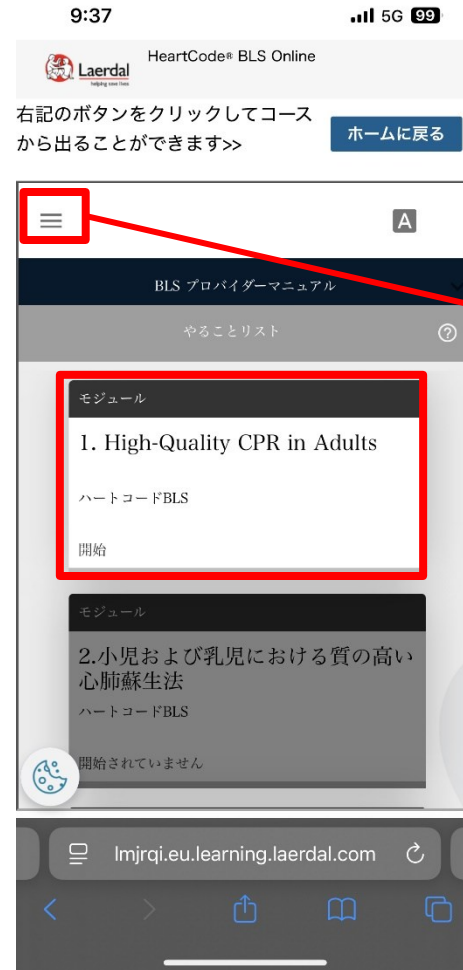 9:37
5G 99
Laerdal
helping save lives
HeartCode® BLS Online
右記のボタンをクリックしてコース
から出ることができます>>
ホームに戻る
A
BLS プロバイダーマニュアル
やることリスト
?
モジュール
1. High-Quality CPR in Adults
ハートコードBLS
開始
モジュール
2.小児および乳児における質の高い
心肺蘇生法
ハートコードBLS
開始されていません
lmjrqi.eu.learning.laerdal.com